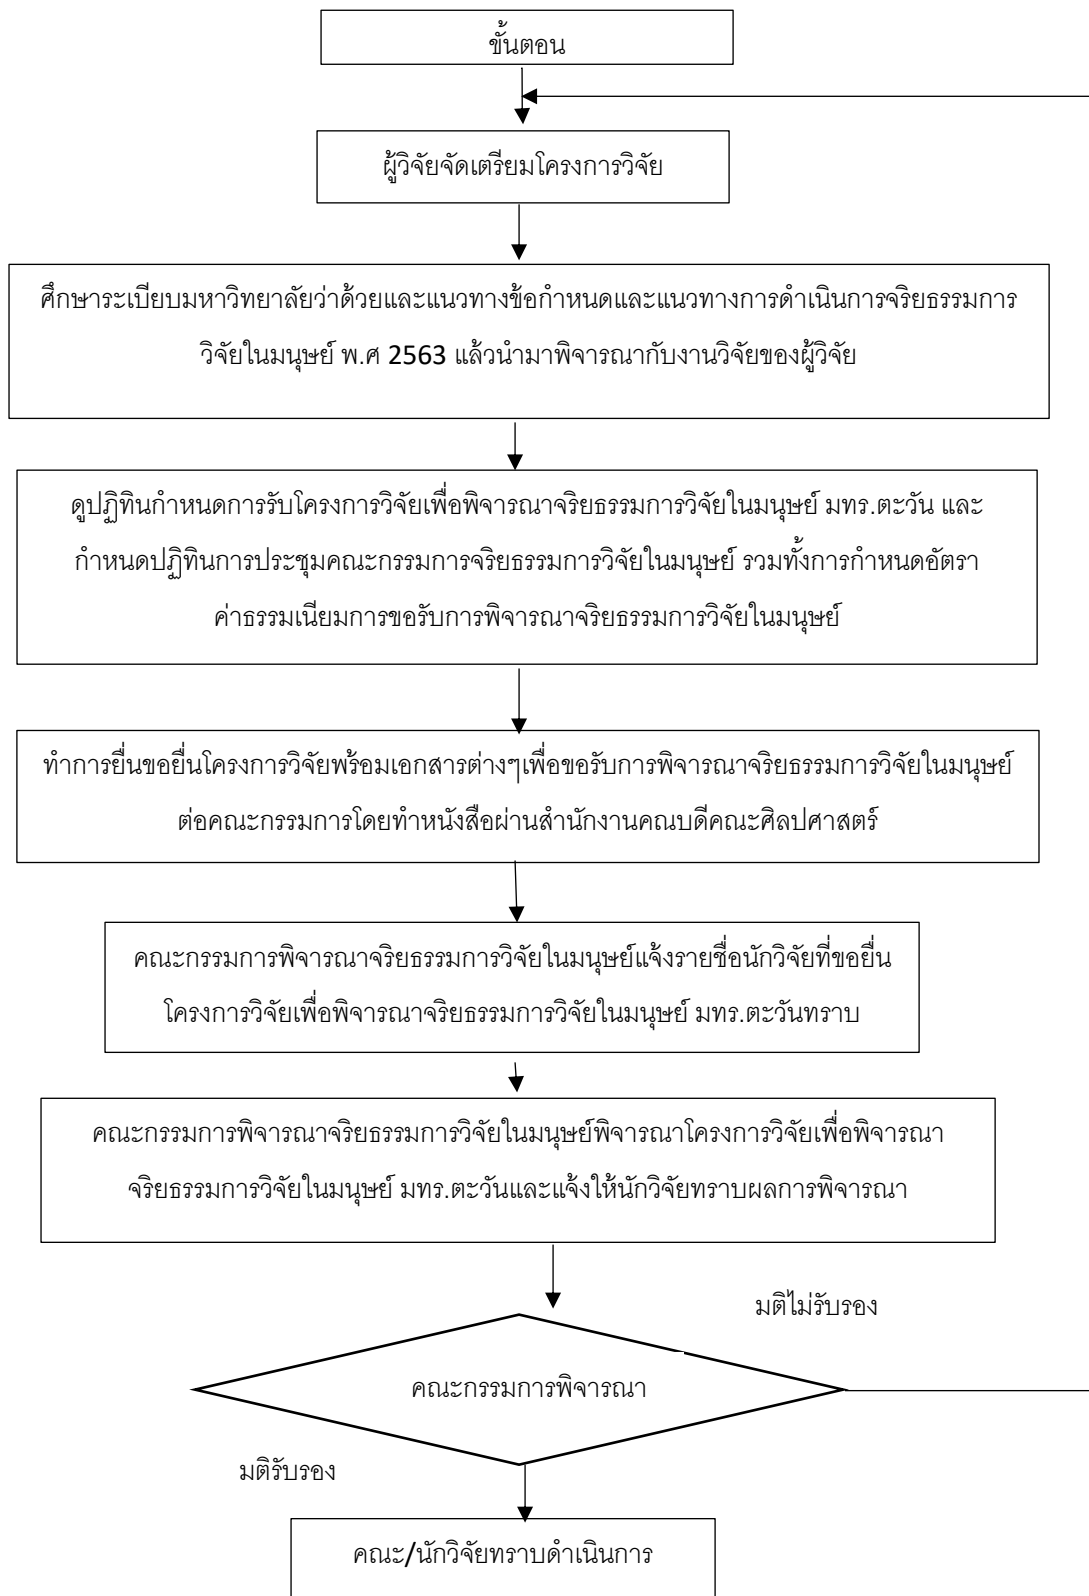 ขั้นตอน
ผู้วิจัยจัดเตรียมโครงการวิจัย
ศึกษาระเบียบมหาวิทยาลัยว่าด้วยและแนวทางข้อกำหนดและแนวทางการดำเนินการจริยธรรมการ
วิจัยในมนุษย์ พ.ศ 2563 แล้วนำมาพิจารณากับงานวิจัยของผู้วิจัย
ดูปฏิทินกำหนดการรับโครงการวิจัยเพื่อพิจารณาจริยธรรมการวิจัยในมนุษย์ มทร.ตะวัน และ
กำหนดปฏิทินการประชุมคณะกรรมการจริยธรรมการวิจัยในมนุษย์ รวมทั้งการกำหนดอัตรา
ค่าธรรมเนียมการขอรับการพิจารณาจริยธรรมการวิจัยในมนุษย์
ทำการยื่นขอยื่นโครงการวิจัยพร้อมเอกสารต่างๆเพื่อขอรับการพิจารณาจริยธรรมการวิจัยในมนุษย์
ต่อคณะกรรมการโดยทำหนังสือผ่านสำนักงานคณบดีคณะศิลปศาสตร์
คณะกรรมการพิจารณาจริยธรรมการวิจัยในมนุษย์แจ้งรายชื่อนักวิจัยที่ขอยื่น
โครงการวิจัยเพื่อพิจารณาจริยธรรมการวิจัยในมนุษย์ มทร.ตะวันทราบ
คณะกรรมการพิจารณาจริยธรรมการวิจัยในมนุษย์พิจารณาโครงการวิจัยเพื่อพิจารณา
จริยธรรมการวิจัยในมนุษย์ มทร.ตะวันและแจ้งให้นักวิจัยทราบผลการพิจารณา
มติไม่รับรอง
คณะกรรมการพิจารณา
มติรับรอง
คณะ/นักวิจัยทราบดำเนินการ